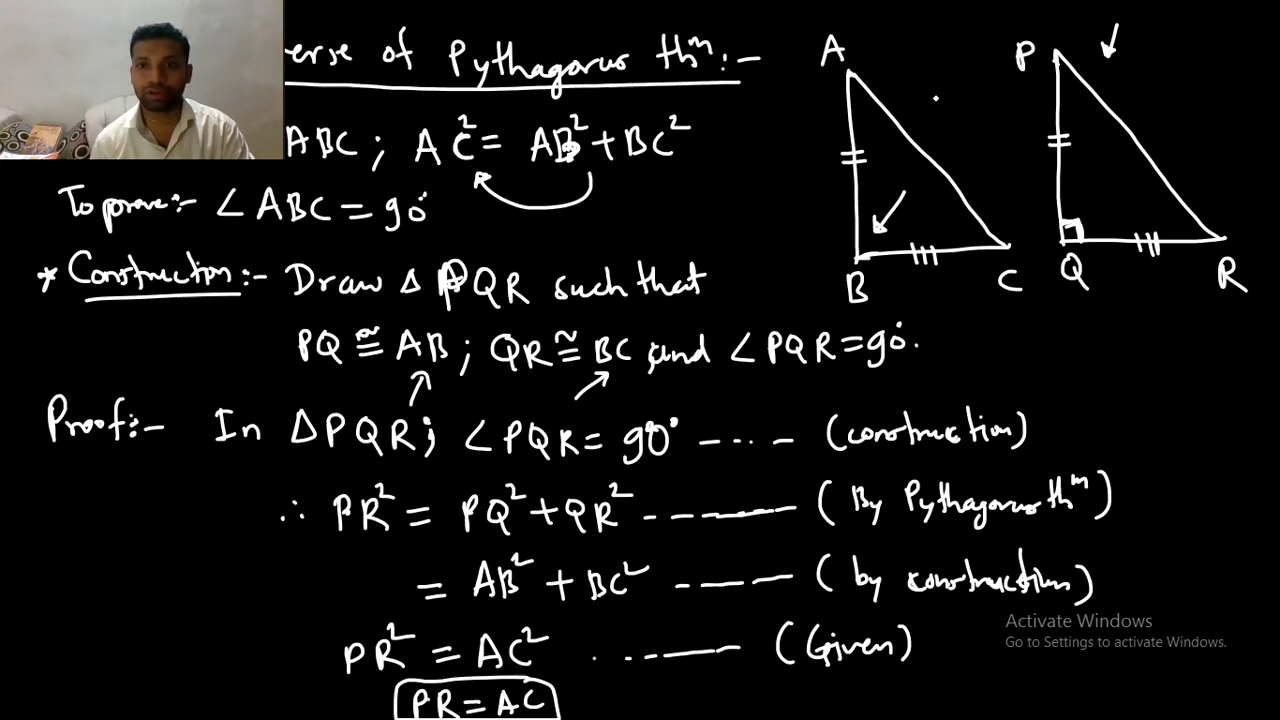 erse of Pythagorus thᵐ:-
ABC ; AC² = AB² + BC²
To prove:- ∠ABC = 90°
* Construction:- Draw Δ PQR such that
PQ ≅ AB ; QR ≅ BC and ∠PQR = 90°.
Proof:- In ΔPQR; ∠PQR = 90° ----- (construction)
∴ PR² = PQ² + QR² ------- (By Pythagorus thᵐ)
= AB² + BC² ----- (by construction)
PR² = AC² ------- (Given)
PR = AC
A
B
C
P
Q
R
Activate Windows
Go to Settings to activate Windows.